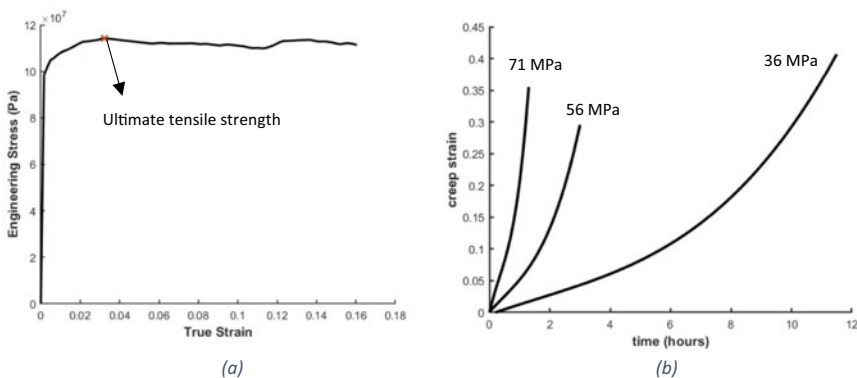 ×10⁷
12
10
8
6
4
2
0
0 0.02 0.04 0.06 0.08 0.1 0.12 0.14 0.16 0.18
Engineering Stress (Pa)
True Strain
Ultimate tensile strength
(a)
0.45
0.4
0.35
0.3
0.25
0.2
0.15
0.1
0.05
0
0 2 4 6 8 10 12
creep strain
time (hours)
71 MPa
56 MPa
36 MPa
(b)